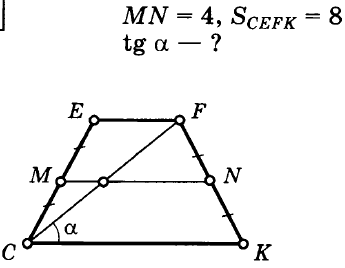 MN = 4, S_CEFK = 8
tg α — ?
E F
M N
α
C K